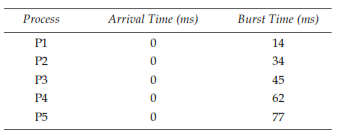 Process Arrival Time (ms) Burst Time (ms)
P1 0 14
P2 0 34
P3 0 45
P4 0 62
P5 0 77